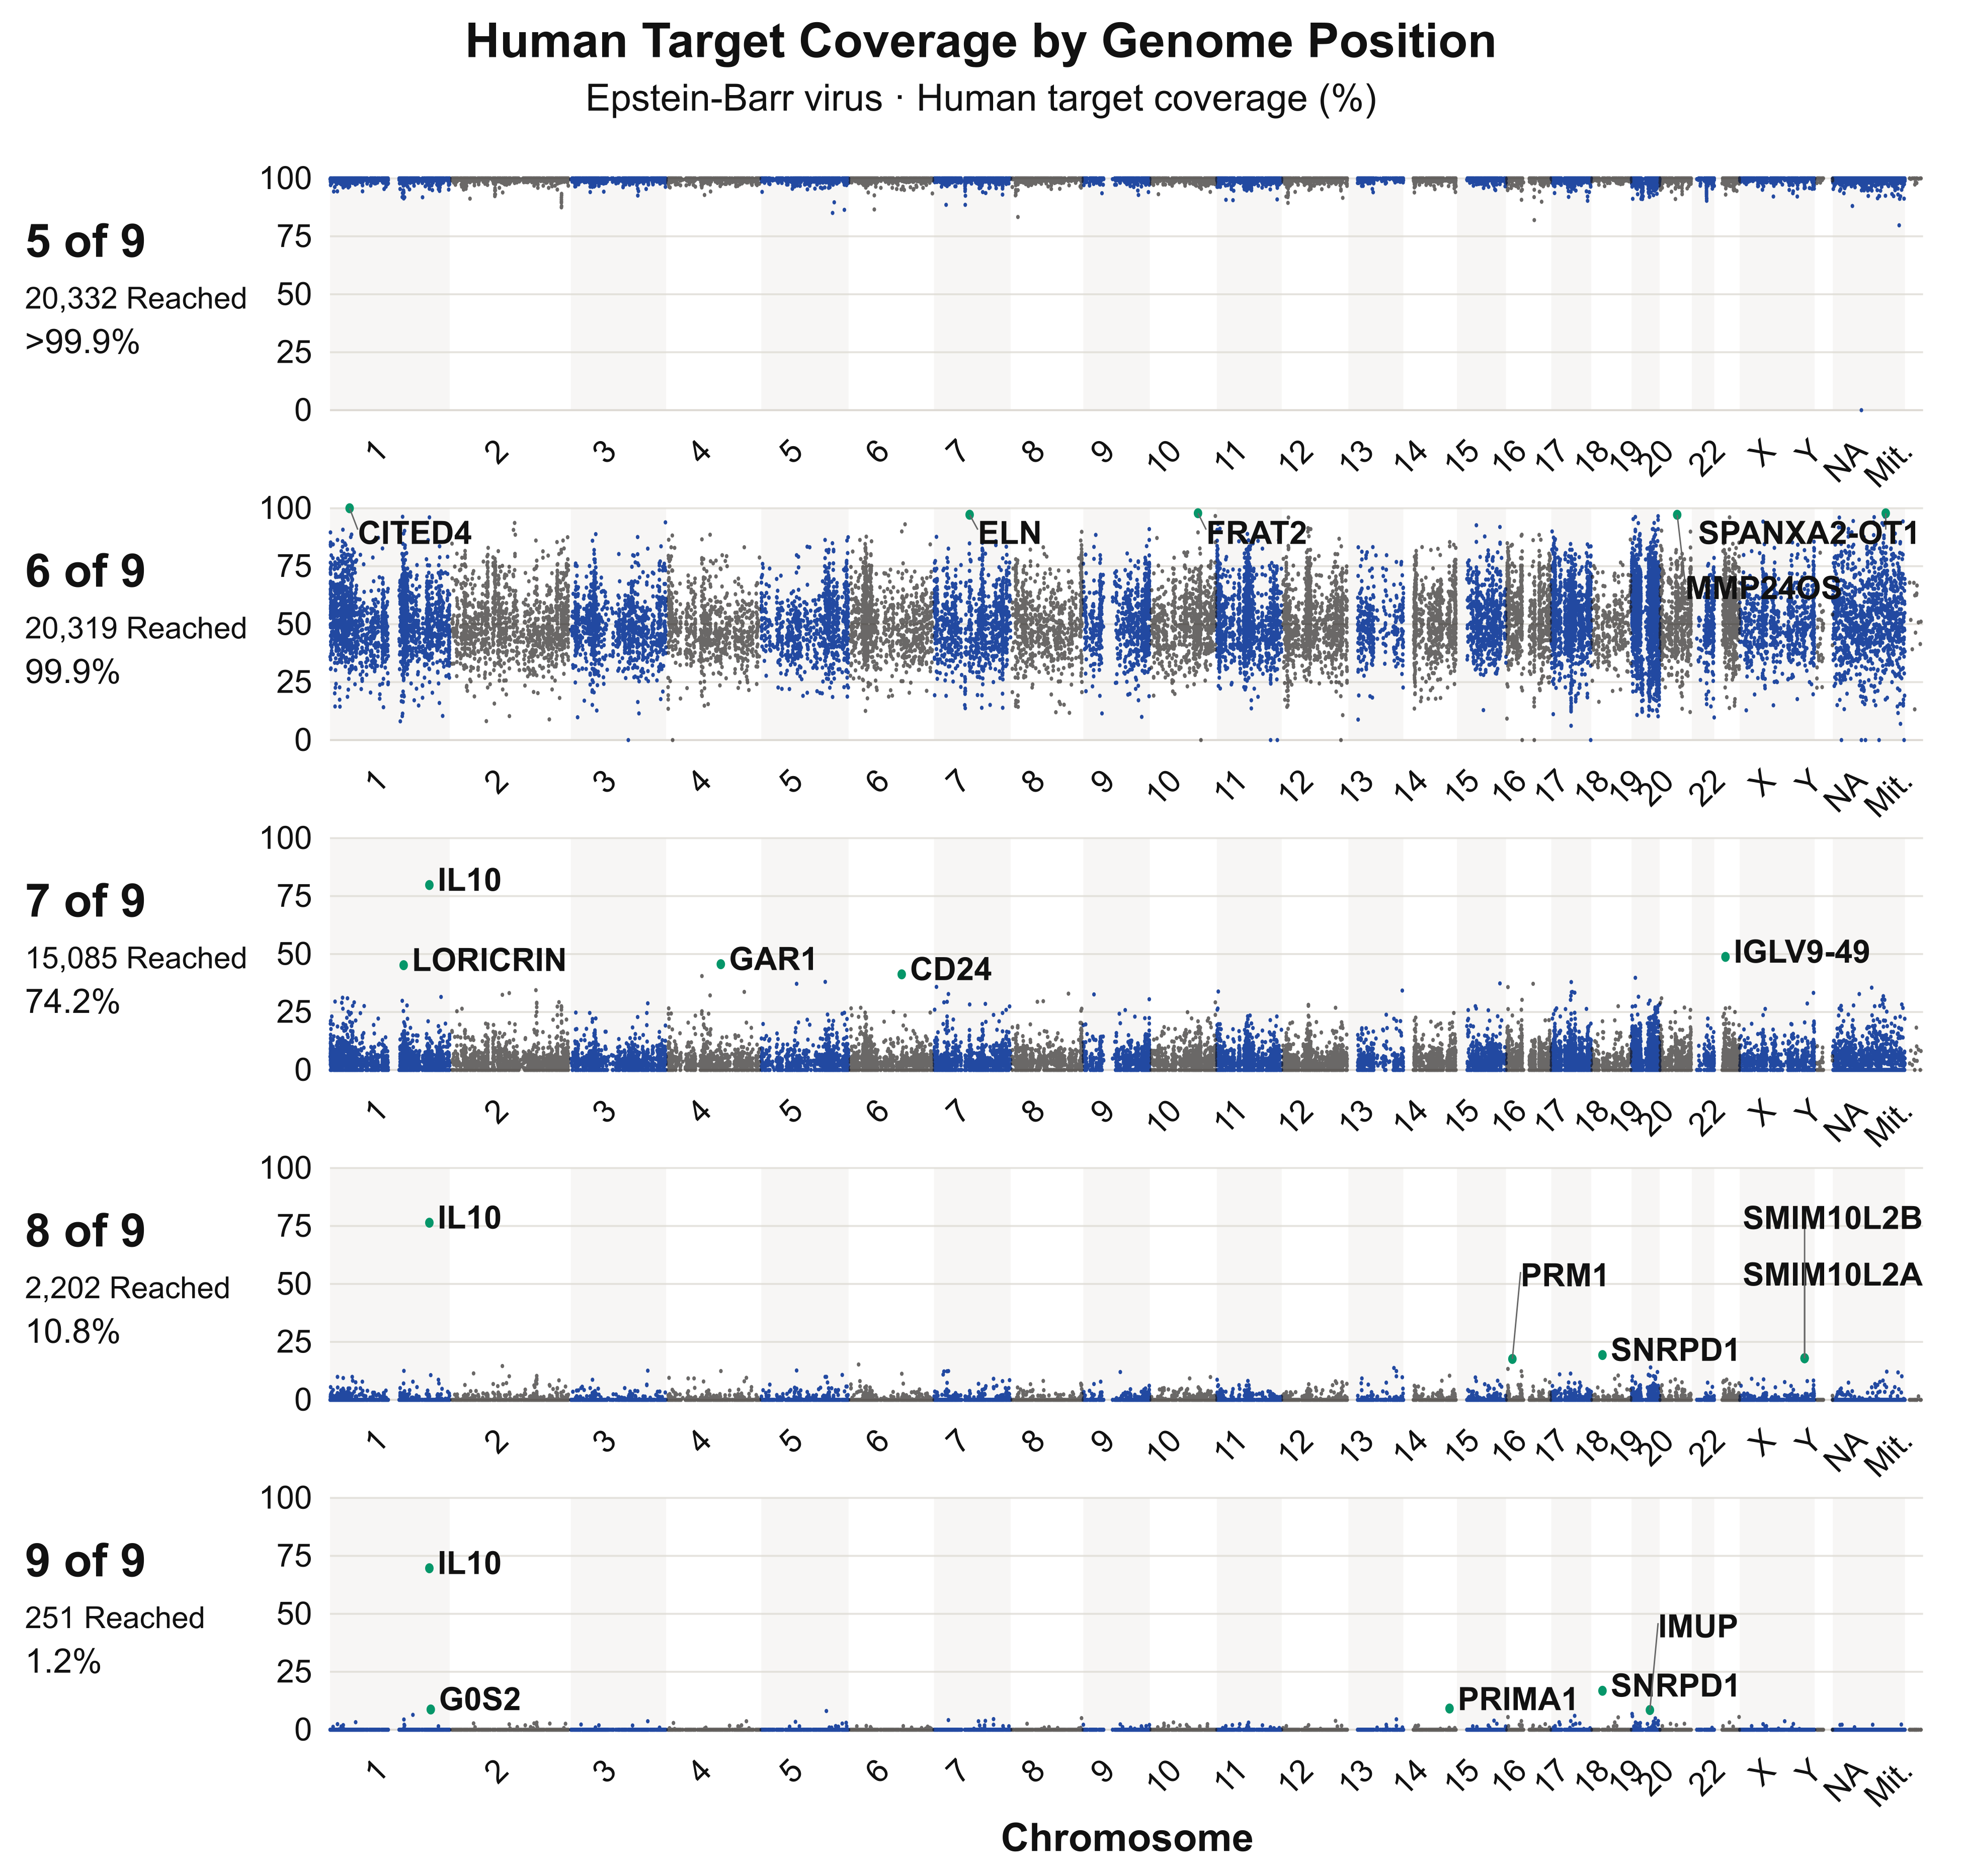 Human Target Coverage by Genome Position
Epstein-Barr virus · Human target coverage (%)
5 of 9
20,332 Reached
>99.9%
100
75
50
25
0
1 2 3 4 5 6 7 8 9 10 11 12 13 14 15 16 17 18 19 20 22 X Y NA Mit.
6 of 9
20,319 Reached
99.9%
100
75
50
25
0
CITED4 ELN FRAT2 SPANXA2-OT1
MMP24OS
1 2 3 4 5 6 7 8 9 10 11 12 13 14 15 16 17 18 19 20 22 X Y NA Mit.
7 of 9
15,085 Reached
74.2%
100
75
50
25
0
IL10
LORICRIN GAR1 CD24 IGLV9-49
1 2 3 4 5 6 7 8 9 10 11 12 13 14 15 16 17 18 19 20 22 X Y NA Mit.
8 of 9
2,202 Reached
10.8%
100
75
50
25
0
IL10 SMIM10L2B
PRM1 SMIM10L2A
SNRPD1
1 2 3 4 5 6 7 8 9 10 11 12 13 14 15 16 17 18 19 20 22 X Y NA Mit.
9 of 9
251 Reached
1.2%
100
75
50
25
0
IL10
IMUP
G0S2 PRIMA1 SNRPD1
1 2 3 4 5 6 7 8 9 10 11 12 13 14 15 16 17 18 19 20 22 X Y NA Mit.
Chromosome